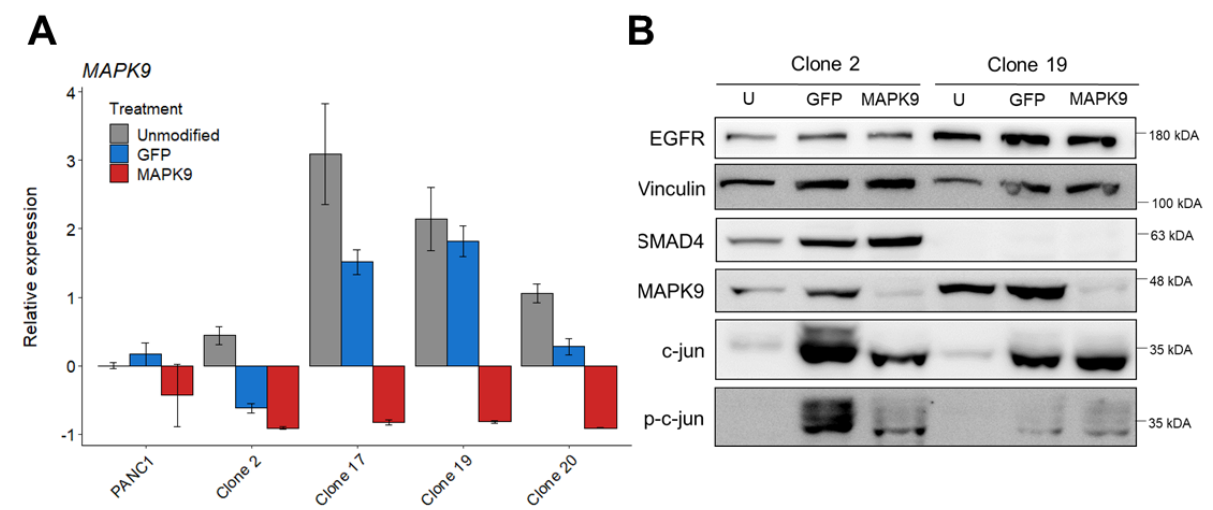 A
MAPK9
Relative expression
4
3
2
1
0
-1
Treatment
Unmodified
GFP
MAPK9
PANC1
Clone 2
Clone 17
Clone 19
Clone 20
B
Clone 2
Clone 19
U GFP MAPK9 U GFP MAPK9
EGFR 180 kDA
Vinculin 100 kDA
SMAD4 63 kDA
MAPK9 48 kDA
c-jun 35 kDA
p-c-jun 35 kDA